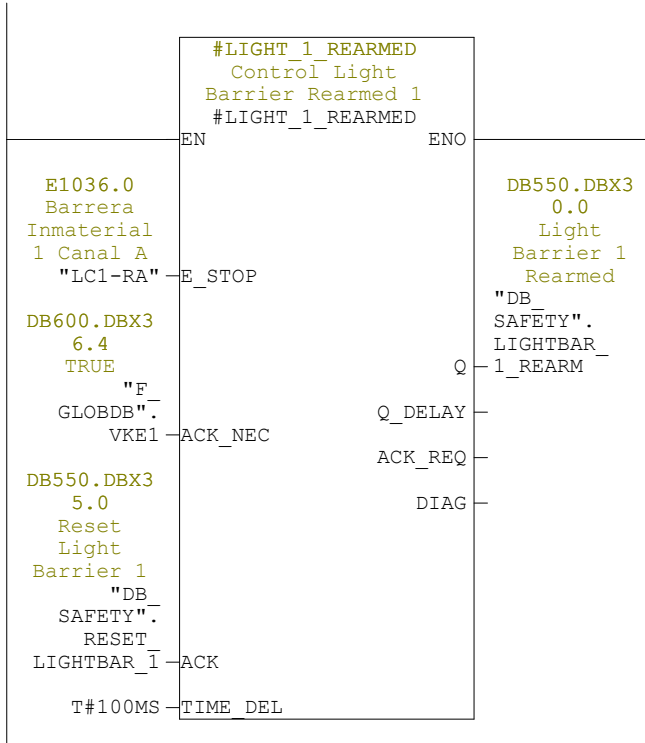 #LIGHT_1_REARMED
Control Light
Barrier Rearmed 1
#LIGHT_1_REARMED
EN
ENO
E1036.0
Barrera
Inmaterial
1 Canal A
"LC1-RA"
E_STOP
DB550.DBX3
0.0
Light
Barrier 1
Rearmed
"DB_
SAFETY".
LIGHTBAR_
1_REARM
Q
DB600.DBX3
6.4
TRUE
"F_
GLOBDB".
VKE1
ACK_NEC
Q_DELAY
ACK_REQ
DIAG
DB550.DBX3
5.0
Reset
Light
Barrier 1
"DB_
SAFETY".
RESET_
LIGHTBAR_1
ACK
T#100MS
TIME_DEL